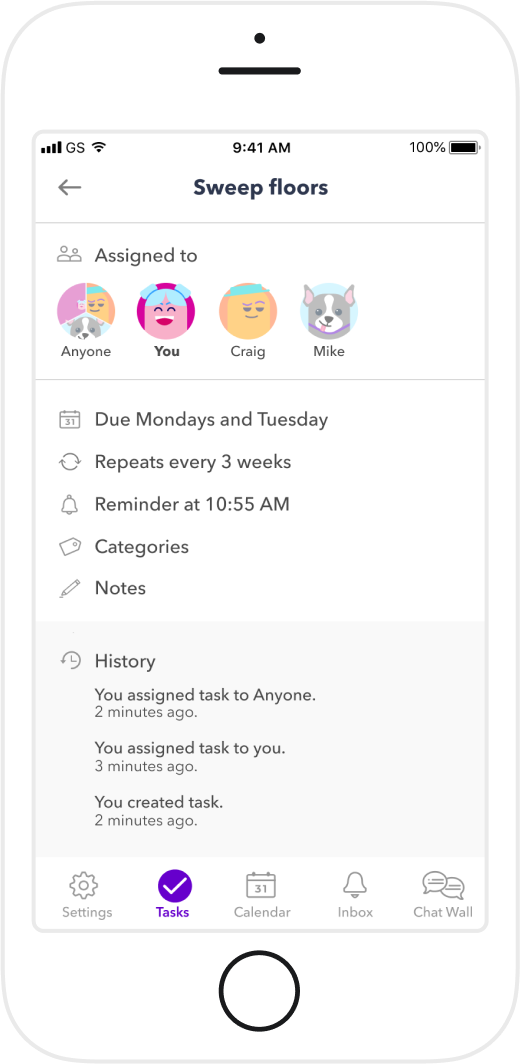 GS 9:41 AM 100%
Sweep floors
Assigned to
Anyone You Craig Mike
31 Due Mondays and Tuesday
Repeats every 3 weeks
Reminder at 10:55 AM
Categories
Notes
History
You assigned task to Anyone.
2 minutes ago.
You assigned task to you.
3 minutes ago.
You created task.
2 minutes ago.
31
Settings Tasks Calendar Inbox Chat Wall